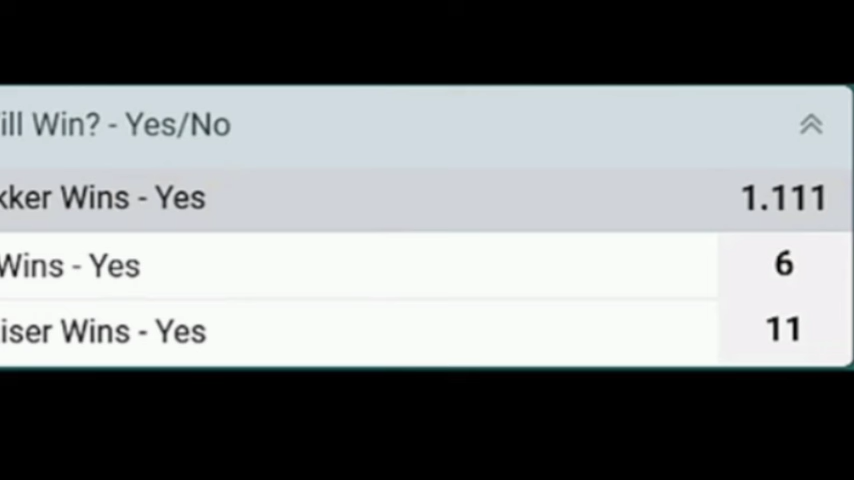 ill Win? - Yes/No
kker Wins - Yes 1.111
Wins - Yes 6
iser Wins - Yes 11